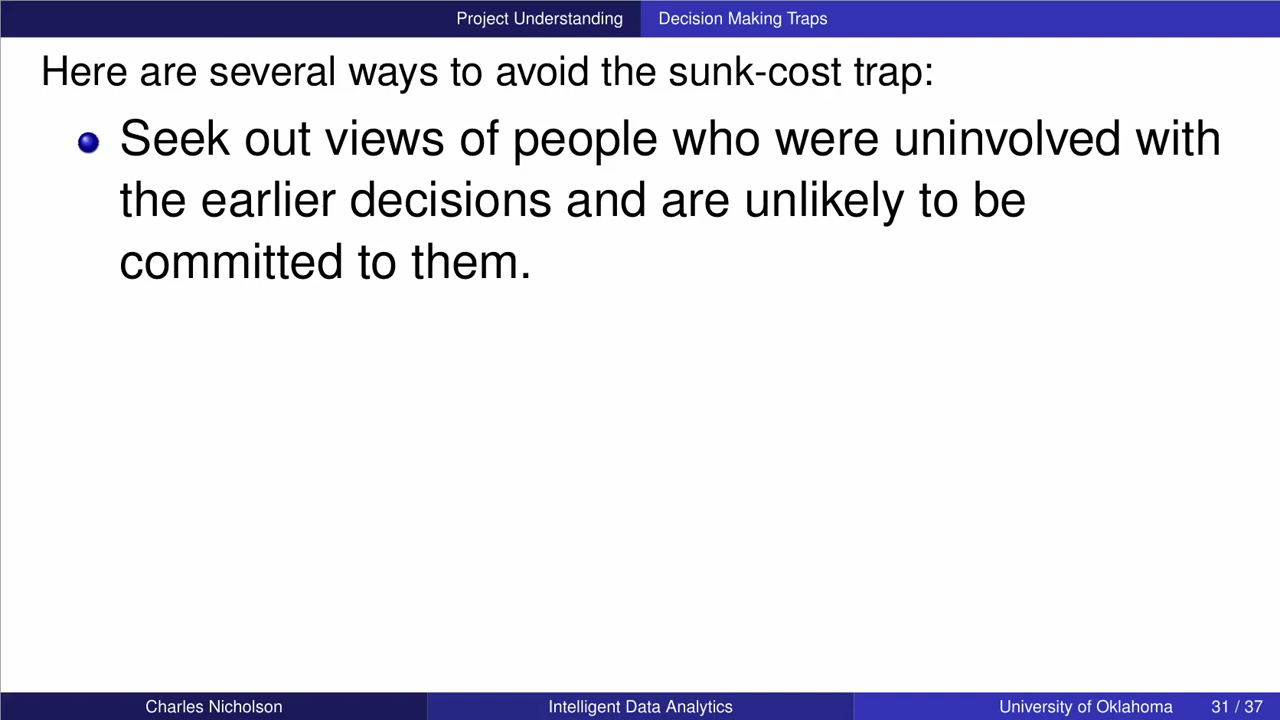 Project Understanding Decision Making Traps
Here are several ways to avoid the sunk-cost trap:
Seek out views of people who were uninvolved with
the earlier decisions and are unlikely to be
committed to them.
Charles Nicholson Intelligent Data Analytics University of Oklahoma 31 / 37